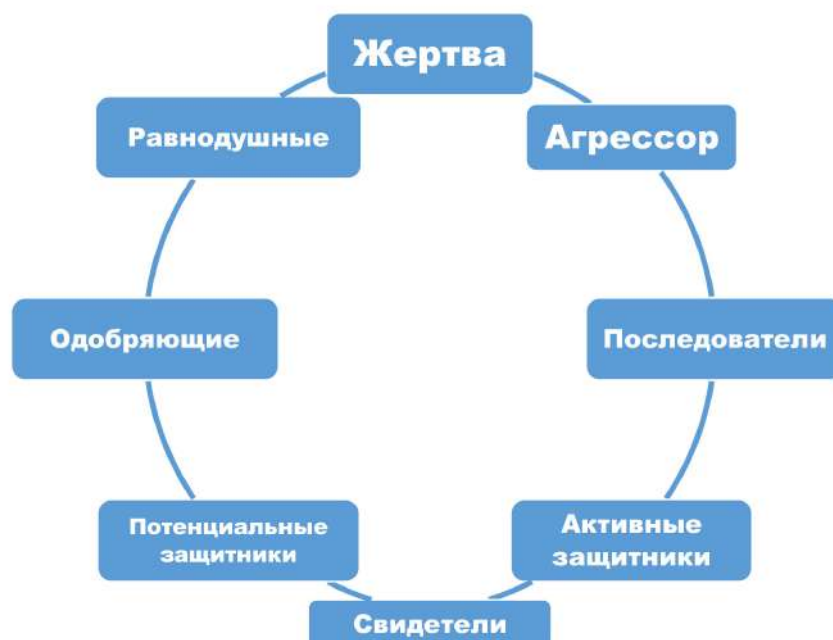 Жертва
Агрессор
Последователи
Активные
защитники
Свидетели
Потенциальные
защитники
Одобряющие
Равнодушные